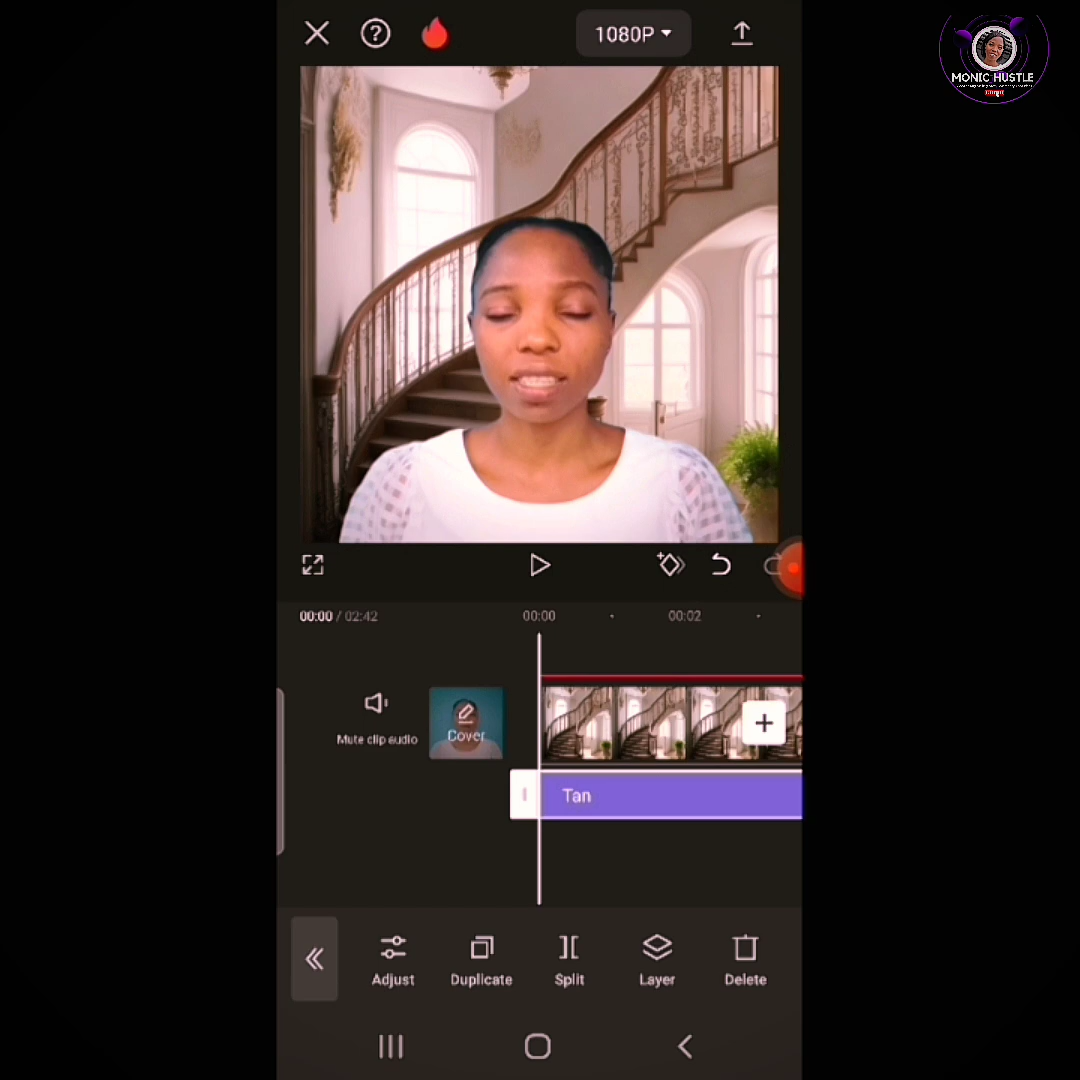 1080P
MONIC HUSTLE
00:00 / 02:42
00:00
00:02
Mute clip audio
Cover
Tan
Adjust
Duplicate
Split
Layer
Delete